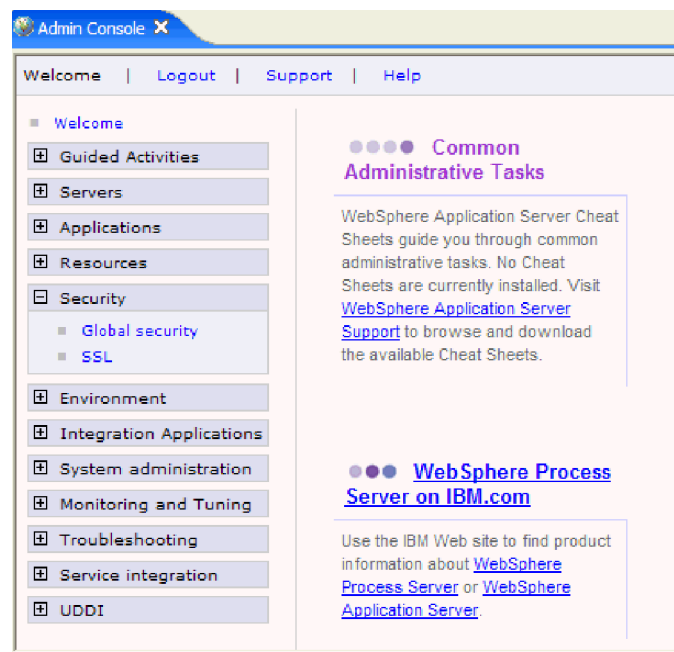 Admin Console
Welcome | Logout | Support | Help
Welcome
Guided Activities
Servers
Applications
Resources
Security
Global security
SSL
Environment
Integration Applications
System administration
Monitoring and Tuning
Troubleshooting
Service integration
UDDI
Common
Administrative Tasks
WebSphere Application Server Cheat
Sheets guide you through common
administrative tasks. No Cheat
Sheets are currently installed. Visit
WebSphere Application Server
Support to browse and download
the available Cheat Sheets.
WebSphere Process
Server on IBM.com
Use the IBM Web site to find product
information about WebSphere
Process Server or WebSphere
Application Server.